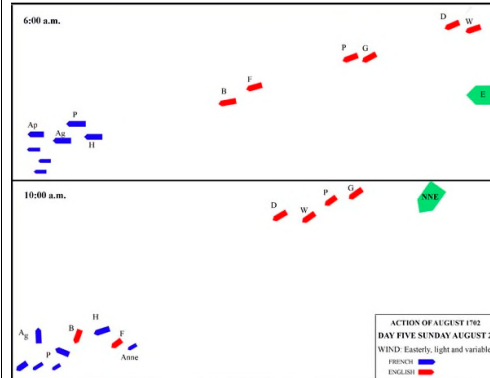 6:00 a.m.
D W
P G
F
B
E
P
Ap
Ag
H
10:00 a.m.
G
P
D W
NNE
H
B
Ag
F
P
Anne
ACTION OF AUGUST 1702
DAY FIVE SUNDAY AUGUST 2
WIND: Easterly, light and variable
FRENCH
ENGLISH